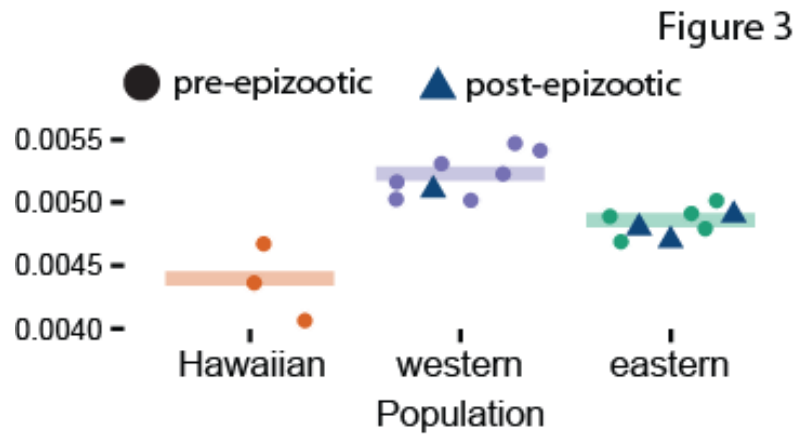 Figure 3
pre-epizootic post-epizootic
0.0055
0.0050
0.0045
0.0040
Hawaiian western eastern
Population